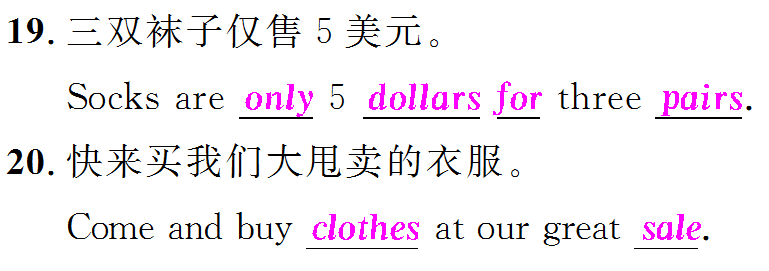 19. 三双袜子仅售 5 美元。
Socks are only 5 dollars for three pairs.
20. 快来买我们大甩卖的衣服。
Come and buy clothes at our great sale.